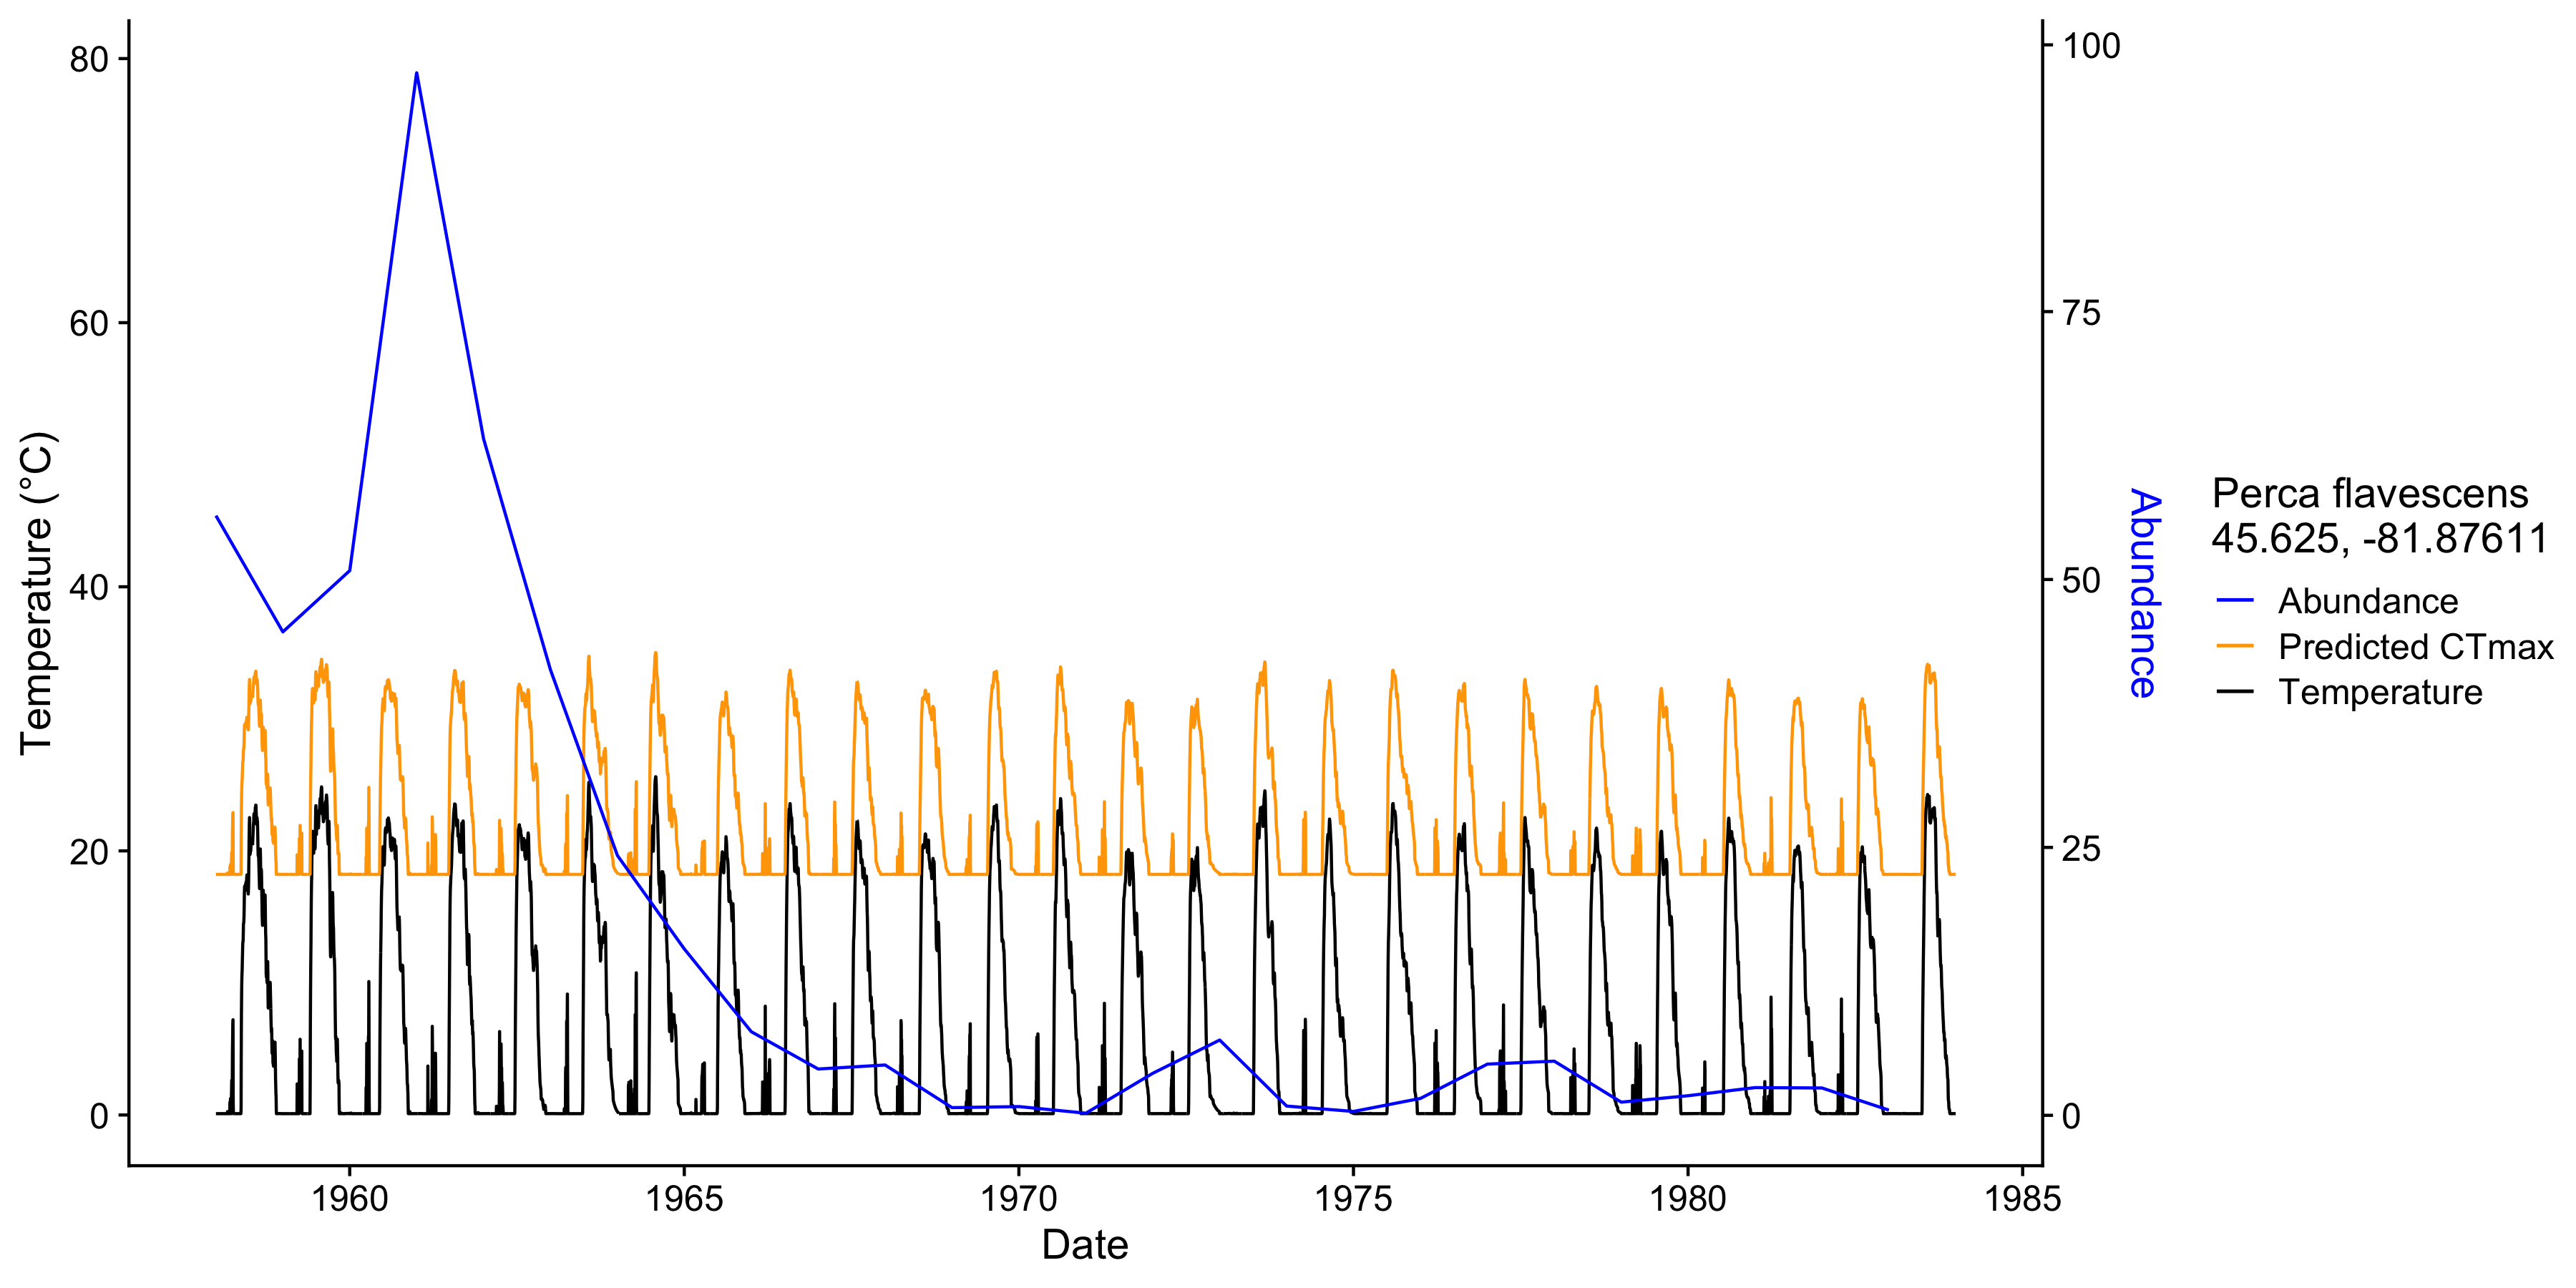 80
60
40
20
0
Temperature (°C)
1960
1965
1970
1975
1980
1985
Date
100
75
50
25
0
Abundance
Perca flavescens
45.625, -81.87611
Abundance
Predicted CTmax
Temperature